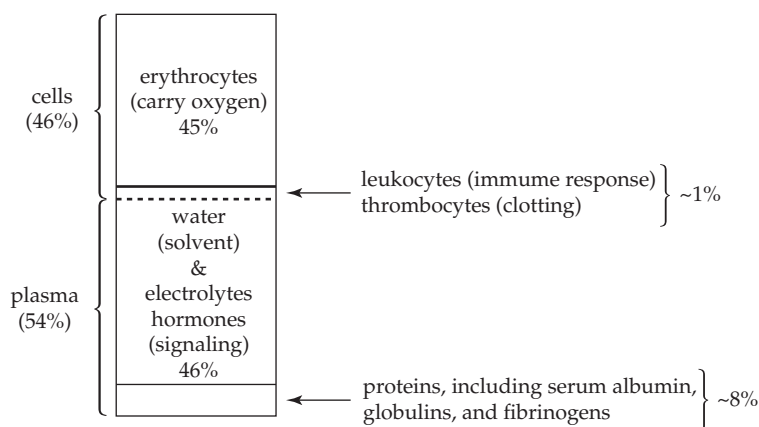 erythrocytes
(carry oxygen)
45%
cells
(46%)
leukocytes (immune response)
thrombocytes (clotting)
~1%
water
(solvent)
&
electrolytes
hormones
(signaling)
46%
plasma
(54%)
proteins, including serum albumin,
globulins, and fibrinogens
~8%